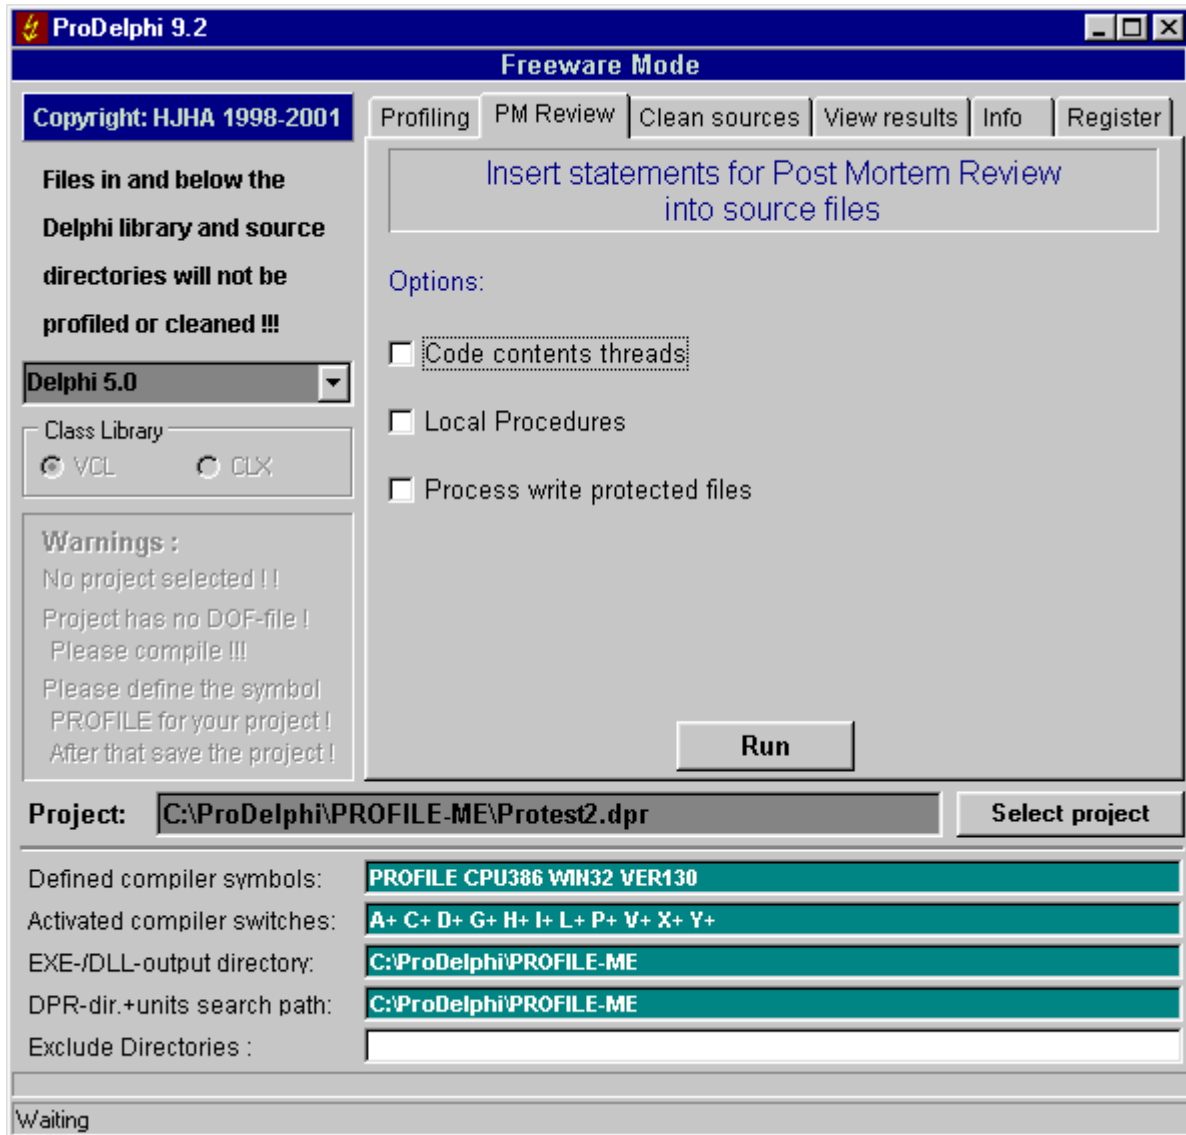 ProDelphi 9.2
Freeware Mode
Copyright: HJHA 1998-2001
Files in and below the
Delphi library and source
directories will not be
profiled or cleaned !!!
Delphi 5.0
Class Library
VCL CLX
Warnings :
No project selected ! !
Project has no DOF-file !
Please compile !!!
Please define the symbol
PROFILE for your project !
After that save the project !
Profiling PM Review Clean sources View results Info Register
Insert statements for Post Mortem Review
into source files
Options:
Code contents threads
Local Procedures
Process write protected files
Run
Project: C:\ProDelphi\PROFILE-ME\Protest2.dpr Select project
Defined compiler symbols: PROFILE CPU386 WIN32 VER130
Activated compiler switches: A+ C+ D+ G+ H+ I+ L+ P+ V+ X+ Y+
EXE-/DLL-output directory: C:\ProDelphi\PROFILE-ME
DPR-dir.+units search path: C:\ProDelphi\PROFILE-ME
Exclude Directories :
Waiting